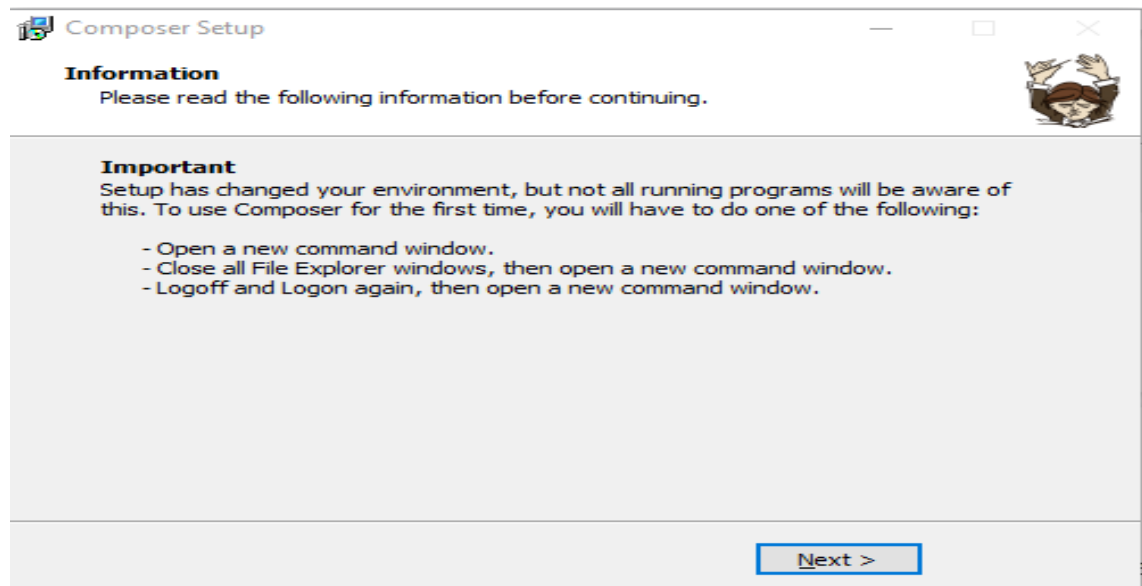 Composer Setup
Information
Please read the following information before continuing.
Important
Setup has changed your environment, but not all running programs will be aware of
this. To use Composer for the first time, you will have to do one of the following:
- Open a new command window.
- Close all File Explorer windows, then open a new command window.
- Logoff and Logon again, then open a new command window.
Next >